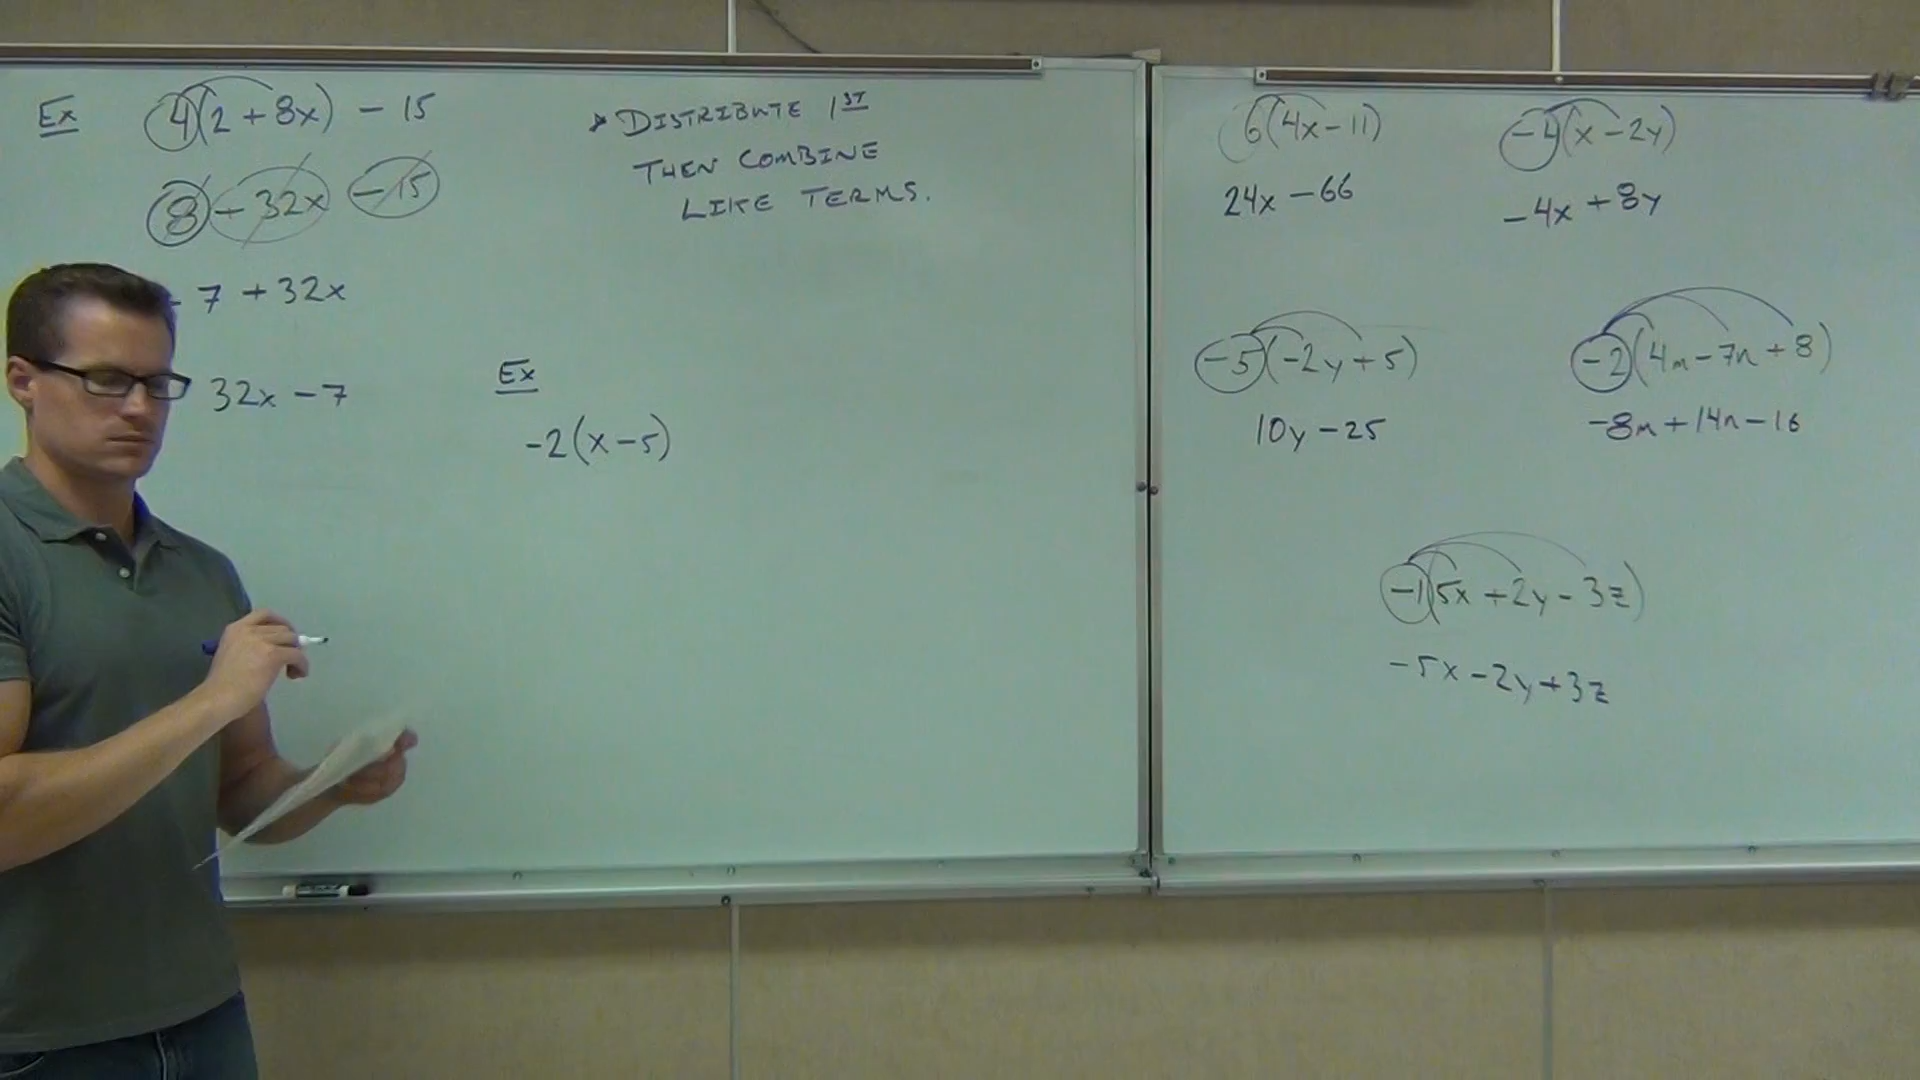 Ex 4(2 + 8x) - 15
8 + 32x - 15
- 7 + 32x
32x - 7
DISTRIBUTE 1ST
THEN COMBINE
LIKE TERMS.
Ex
-2(x - 5)
6(4x - 11)
24x - 66
-4(x - 2y)
-4x + 8y
-5(-2y + 5)
10y - 25
-2(4m - 7n + 8)
-8m + 14n - 16
-1(5x + 2y - 3z)
-5x - 2y + 3z